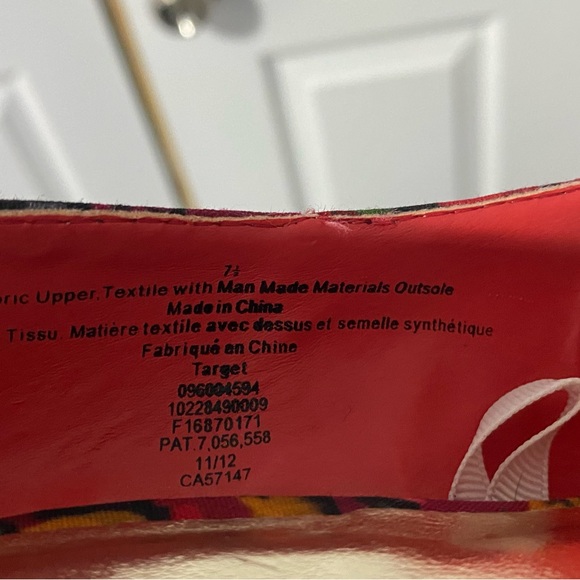 7½
ric Upper. Textile with Man Made Materials Outsole
Made in China
Tissu. Matière textile avec dessus et semelle synthétique
Fabriqué en Chine
Target
096004594
10228490009
F16870171
PAT.7,056,558
11/12
CA57147